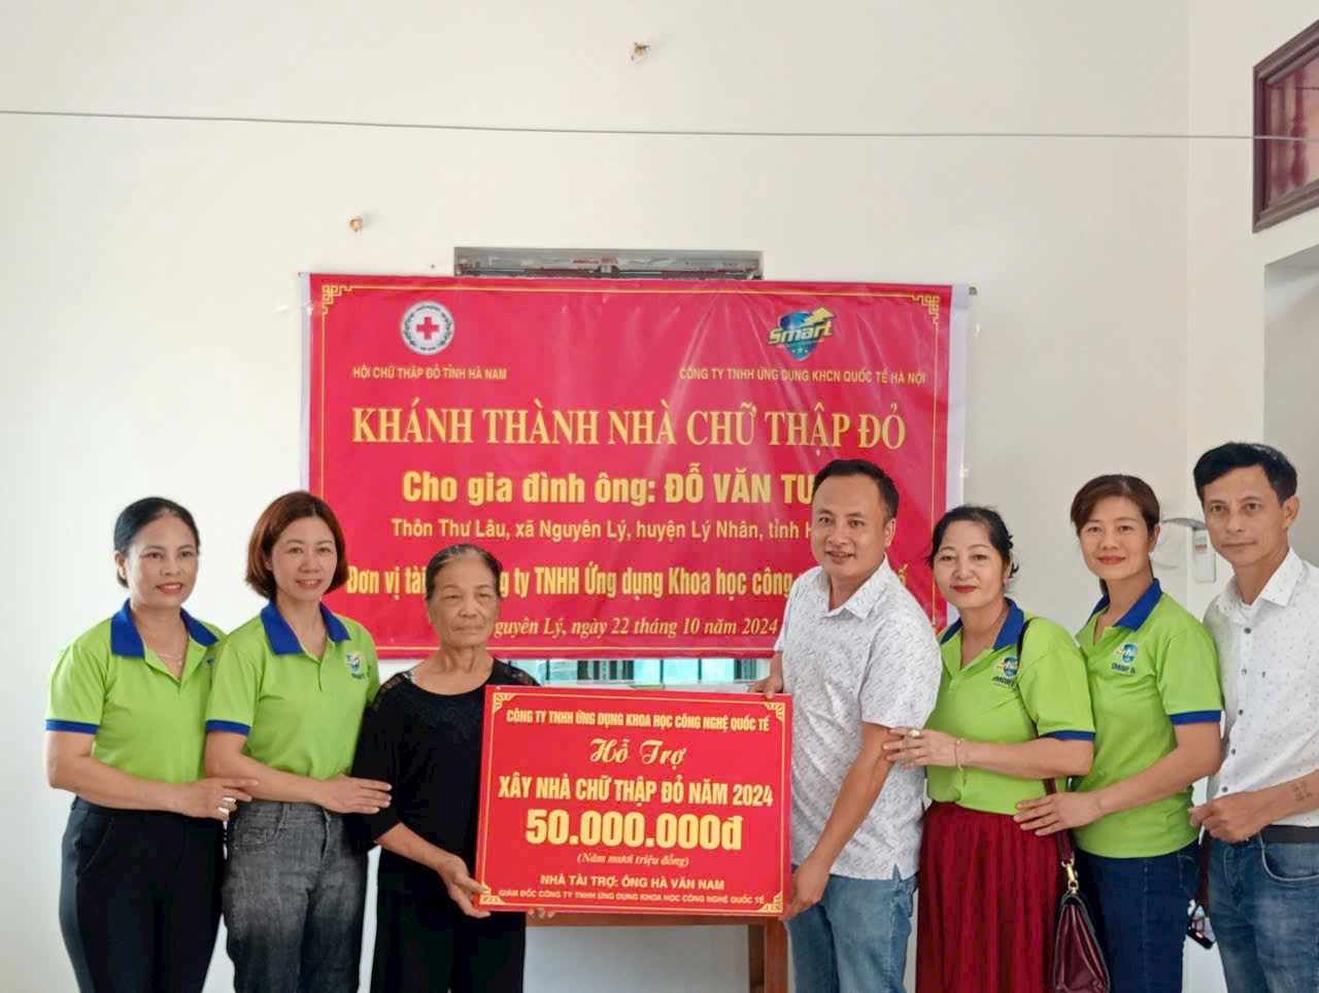 HỘI CHỮ THẬP ĐỎ TỈNH HÀ NAM
Smart
CÔNG TY TNHH ỨNG DỤNG KHCN QUỐC TẾ HÀ NỘI
KHÁNH THÀNH NHÀ CHỮ THẬP ĐỎ
Cho gia đình ông: ĐỖ VĂN
Thôn Thư Lâu, xã Nguyên Lý, huyện Lý Nhân, tỉnh
Đơn vị TNHH Ứng dụng Khoa học công
Lý, ngày 22 tháng 10 năm 2024
CÔNG TY TNHH ỨNG DỤNG KHOA HỌC CÔNG NGHỆ QUỐC TẾ
Hỗ Trợ
XÂY NHÀ CHỮ THẬP ĐỎ NĂM 2024
50.000.000đ
(Năm mươi triệu đồng)
NHÀ TÀI TRỢ: ÔNG HÀ VĂN NAM
GIÁM ĐỐC CÔNG TY TNHH ỨNG DỤNG KHOA HỌC CÔNG NGHỆ QUỐC TẾ